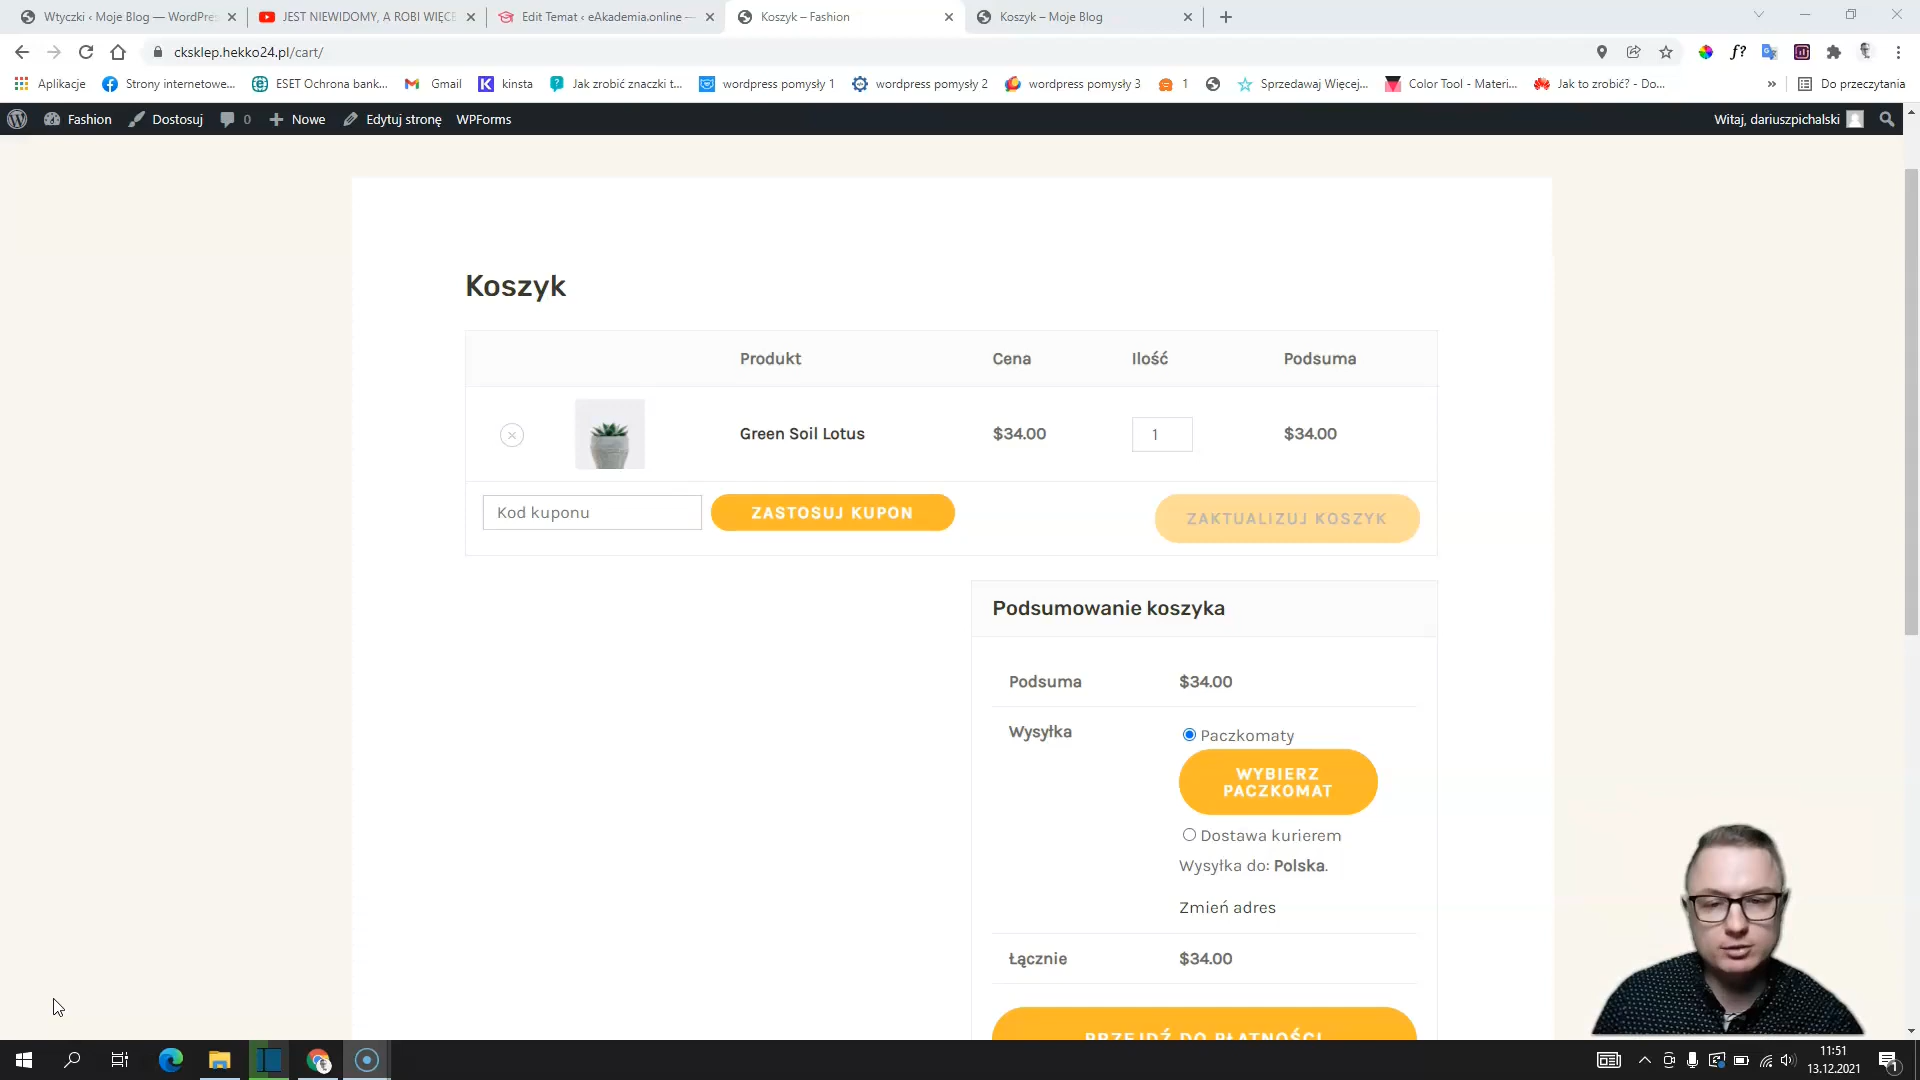 Wtyczki ‹ Moje Blog — WordPre
JEST NIEWIDOMY, A ROBI WIĘCE
Edit Temat ‹ eAkademia.online —
Koszyk – Fashion
Koszyk – Moje Blog
cksklep.hekko24.pl/cart/
f?
Aplikacje
Strony internetowe...
ESET Ochrona bank...
Gmail
kinsta
Jak zrobić znaczki t...
wordpress pomysły 1
wordpress pomysły 2
wordpress pomysły 3
1
Sprzedawaj Więcej,...
Color Tool - Materi...
Jak to zrobić? - Do...
»
Do przeczytania
Fashion
Dostosuj
0
Nowe
Edytuj stronę
WPForms
Witaj, dariuszpichalski
Koszyk
Produkt
Cena
Ilość
Podsuma
Green Soil Lotus
$34.00
1
$34.00
Kod kuponu
ZASTOSUJ KUPON
ZAKTUALIZUJ KOSZYK
Podsumowanie koszyka
Podsuma
$34.00
Wysyłka
Paczkomaty
WYBIERZ
PACZKOMAT
Dostawa kurierem
Wysyłka do: Polska.
Zmień adres
Łącznie
$34.00
PRZEJDŹ DO PŁATNOŚCI
11:51
13.12.2021
1